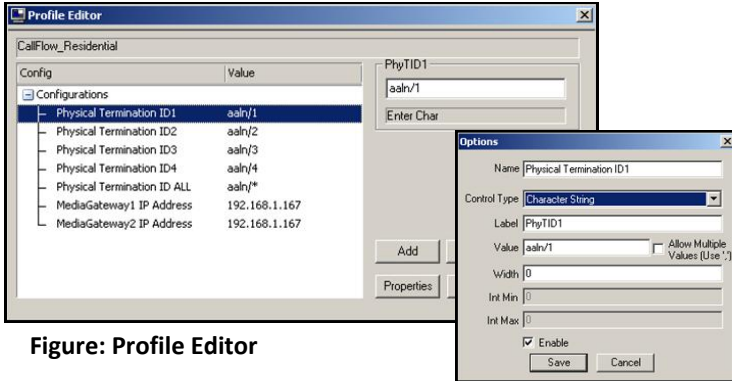 Profile Editor
CallFlow_Residential
Config Value
Configurations
Physical Termination ID1 aaln/1
Physical Termination ID2 aaln/2
Physical Termination ID3 aaln/3
Physical Termination ID4 aaln/4
Physical Termination ID ALL aaln/*
MediaGateway1 IP Address 192.168.1.167
MediaGateway2 IP Address 192.168.1.167
PhyTID1
aaln/1
Enter Char
Add
Properties
Options
Name Physical Termination ID1
Control Type Character String
Label PhyTID1
Value aaln/1 Allow Multiple
Values (Use ',')
Width 0
Int Min 0
Int Max 0
Enable
Save Cancel
Figure: Profile Editor